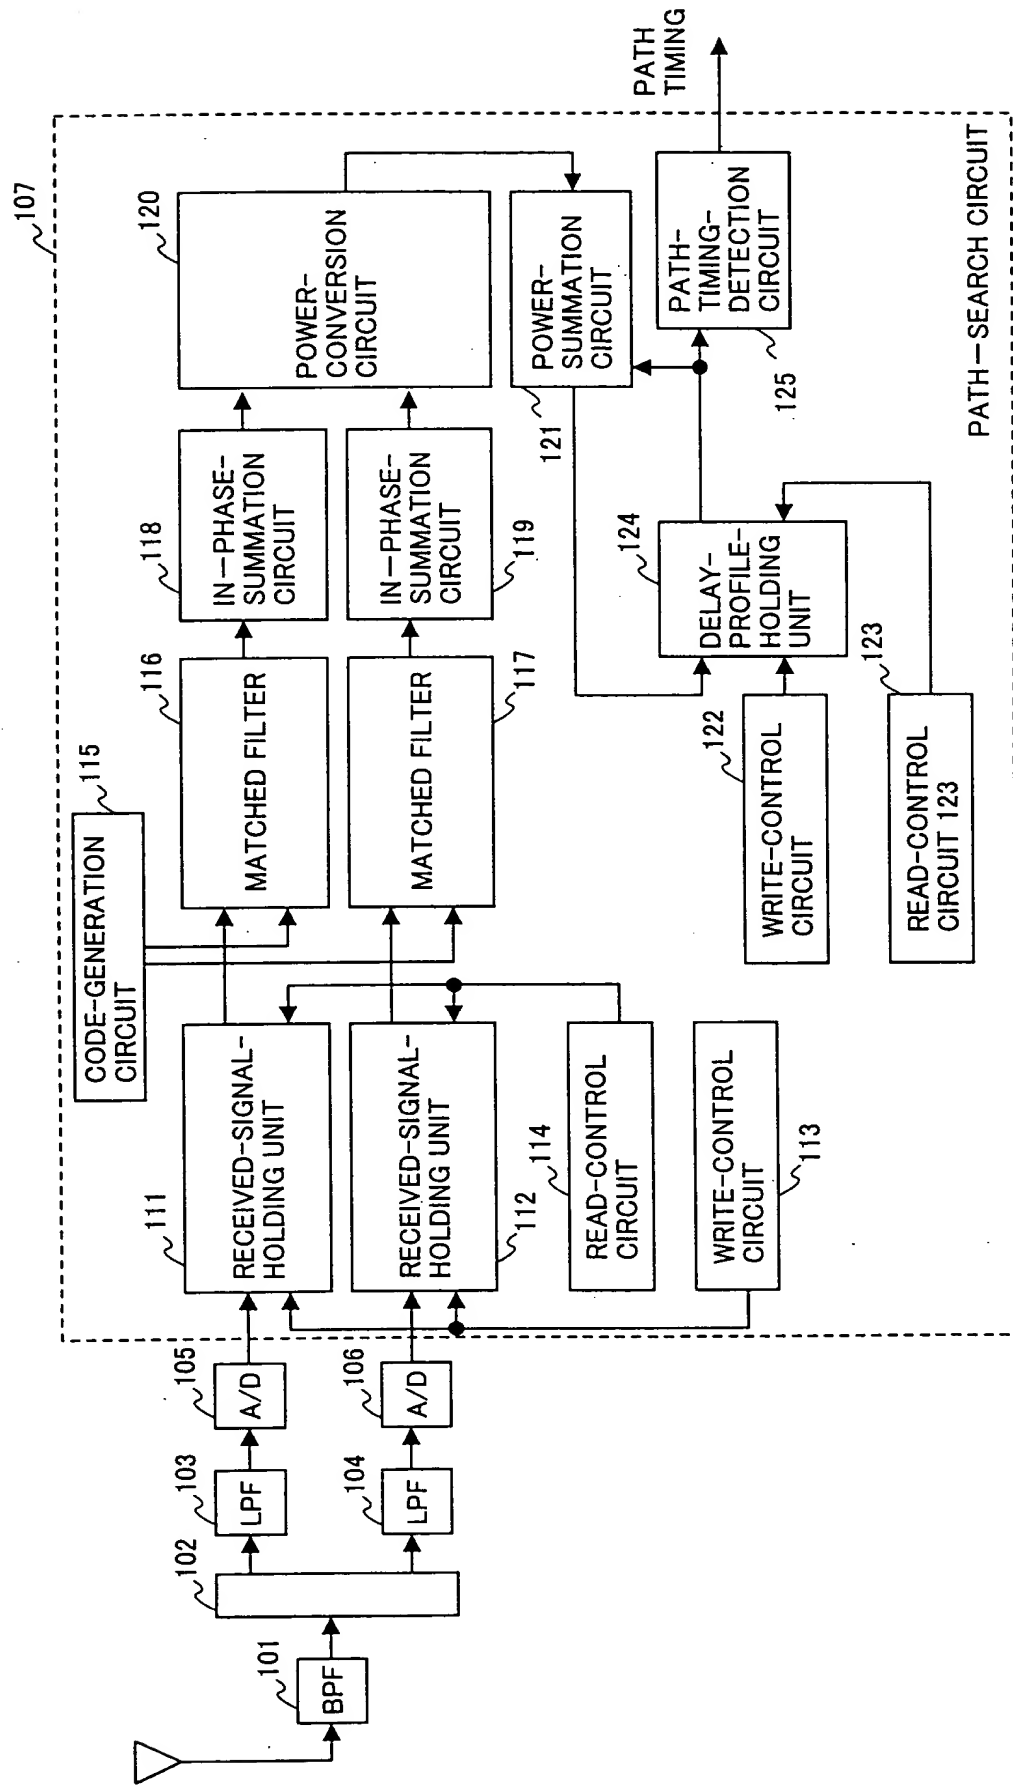 107
101
BPF
102
103
LPF
104
LPF
105
A/D
106
A/D
111
RECEIVED-SIGNAL-
HOLDING UNIT
112
RECEIVED-SIGNAL-
HOLDING UNIT
114
READ-CONTROL
CIRCUIT
WRITE-CONTROL
CIRCUIT
113
CODE-GENERATION
CIRCUIT
115
116
MATCHED FILTER
117
MATCHED FILTER
118
IN-PHASE-
SUMMATION
CIRCUIT
119
IN-PHASE-
SUMMATION
CIRCUIT
120
POWER-
CONVERSION
CIRCUIT
121
POWER-
SUMMATION
CIRCUIT
122
WRITE-CONTROL
CIRCUIT
123
READ-CONTROL
CIRCUIT 123
124
DELAY-
PROFILE-
HOLDING
UNIT
125
PATH-
TIMING-
DETECTION
CIRCUIT
PATH
TIMING
PATH-SEARCH CIRCUIT